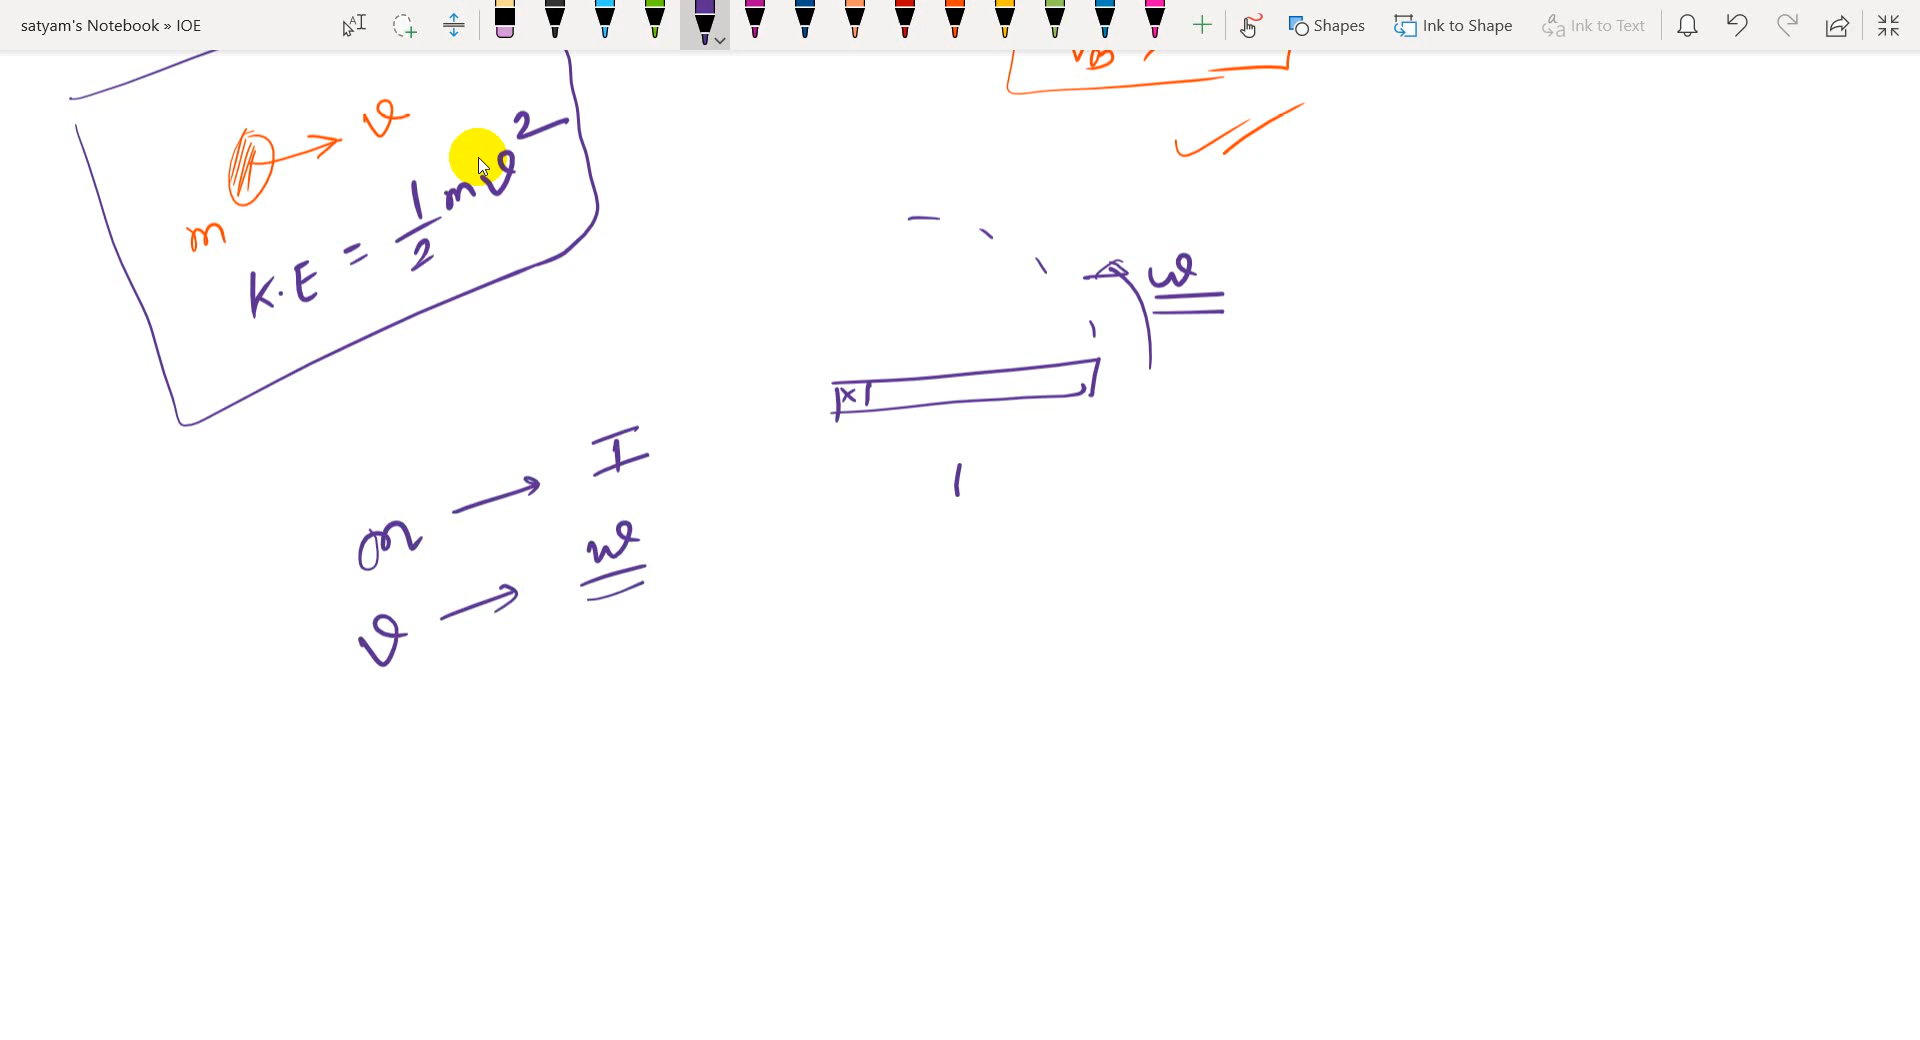 satyam's Notebook » IOE
Shapes
Ink to Shape
Ink to Text
m
v
K.E = 1/2 mv²
ω
x
m → I
v → ω